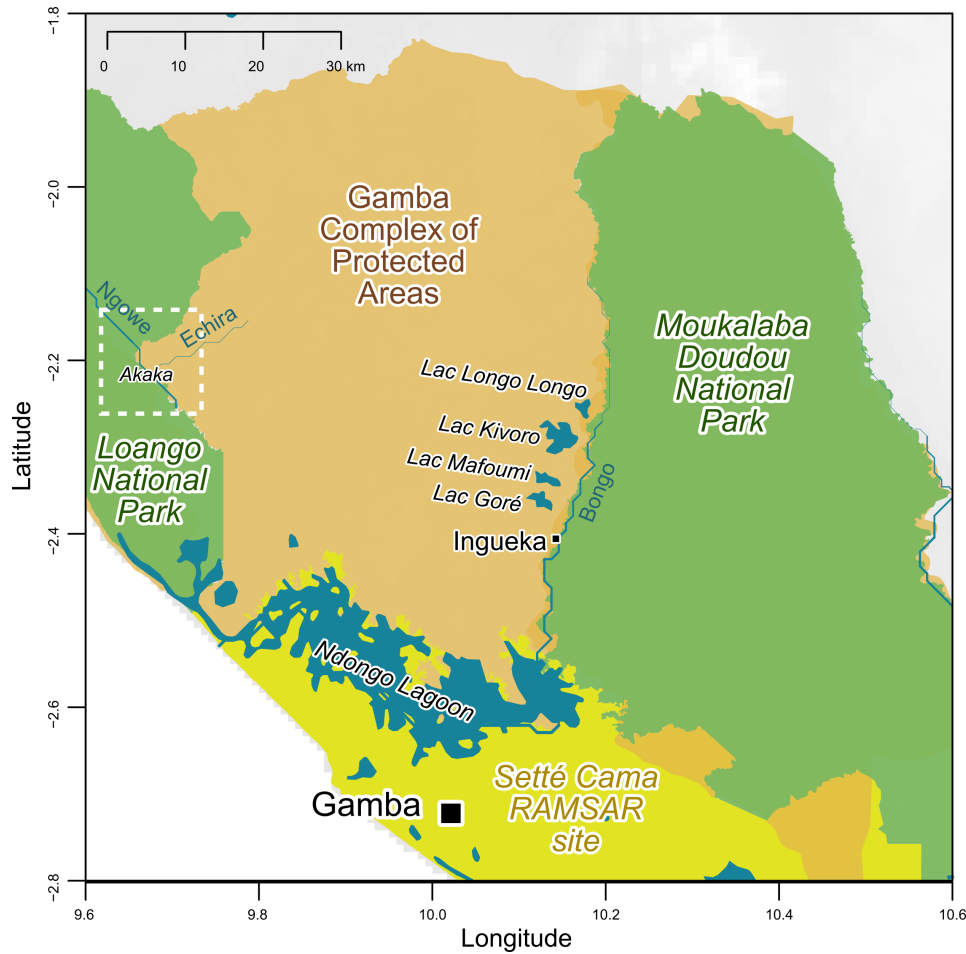 −1.8
0
10
20
30 km
−2.0
Gamba
Complex of
Protected
Areas
Ngowe
Echira
Moukalaba
Doudou
National
Park
−2.2
Akaka
Lac Longo Longo
Lac Kivoro
Latitude
Loango
National
Park
Lac Mafoumi
Lac Goré
Bongo
−2.4
Ingueka
Ndongo Lagoon
−2.6
Setté Cama
RAMSAR
site
Gamba
−2.8
9.6
9.8
10.0
10.2
10.4
10.6
Longitude